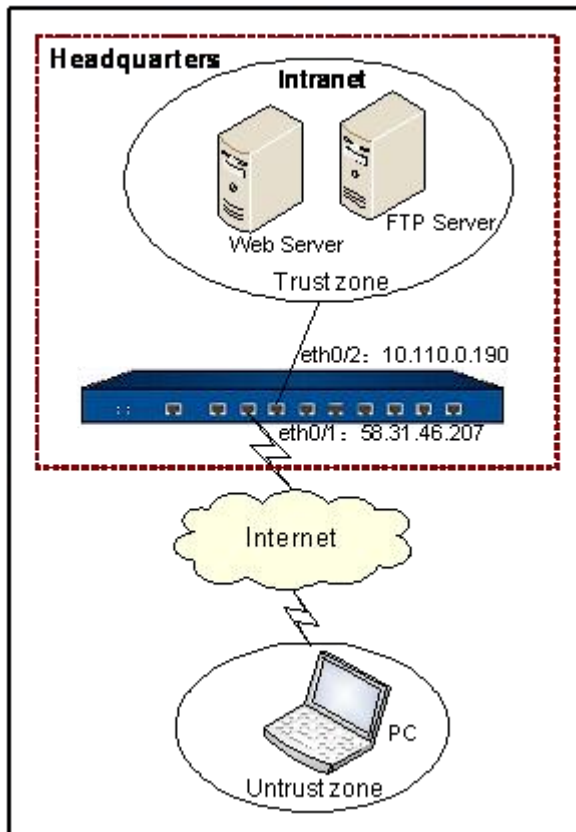 Headquarters
Intranet
Web Server
FTP Server
Trust zone
eth0/2： 10.110.0.190
eth0/1： 58.31.46.207
Internet
PC
Untrust zone